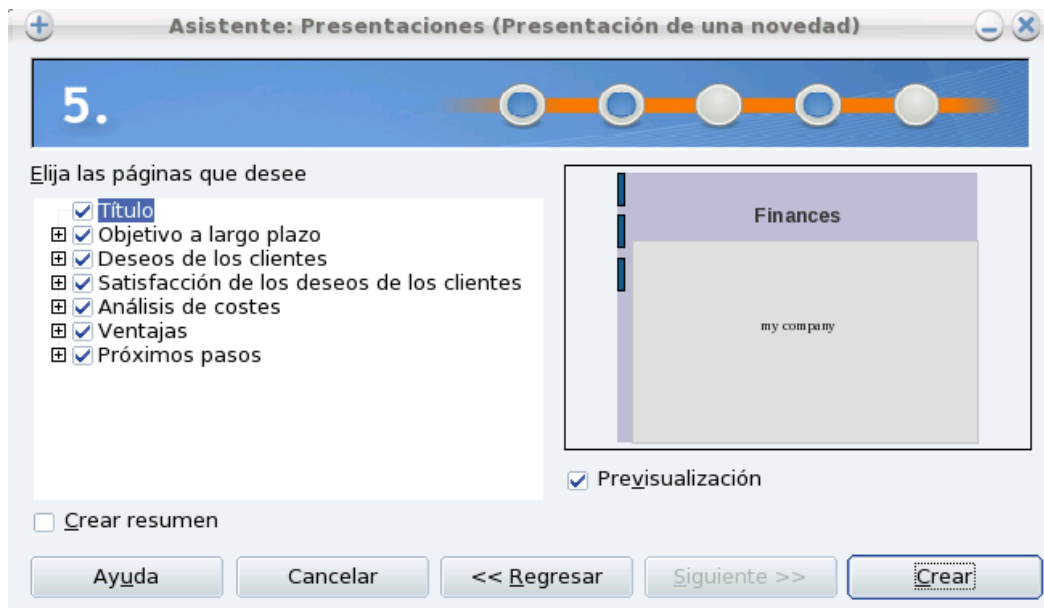 Asistente: Presentaciones (Presentación de una novedad)
5.
Elija las páginas que desee
Título
Objetivo a largo plazo
Deseos de los clientes
Satisfacción de los deseos de los clientes
Análisis de costes
Ventajas
Próximos pasos
Finances
my company
Previsualización
Crear resumen
Ayuda
Cancelar
<< Regresar
Siguiente >>
Crear